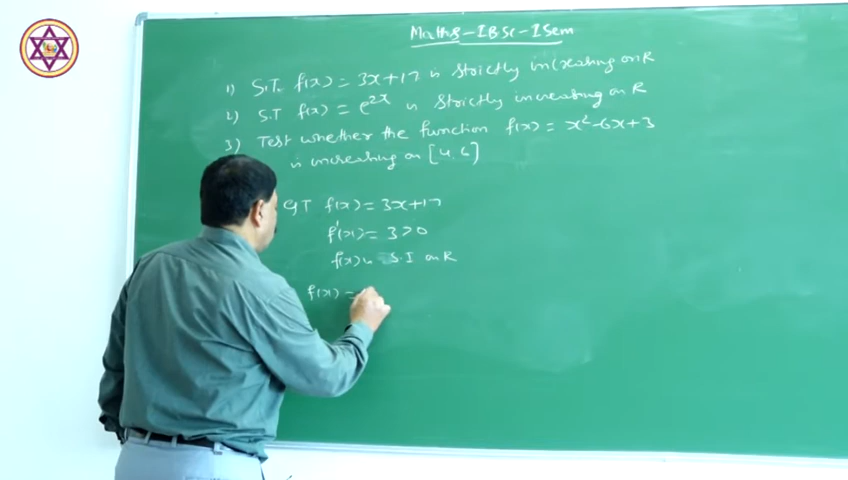 Maths - I BSc - I Sem
1) S.T. f(x) = 3x+17 is strictly increasing on R
2) S.T f(x) = e^2x is strictly increasing on R
3) Test whether the function f(x) = x²-6x+3
is increasing on [4,6]
GT f(x) = 3x+17
f'(x) = 3>0
f(x) is S.I on R
f(x) =